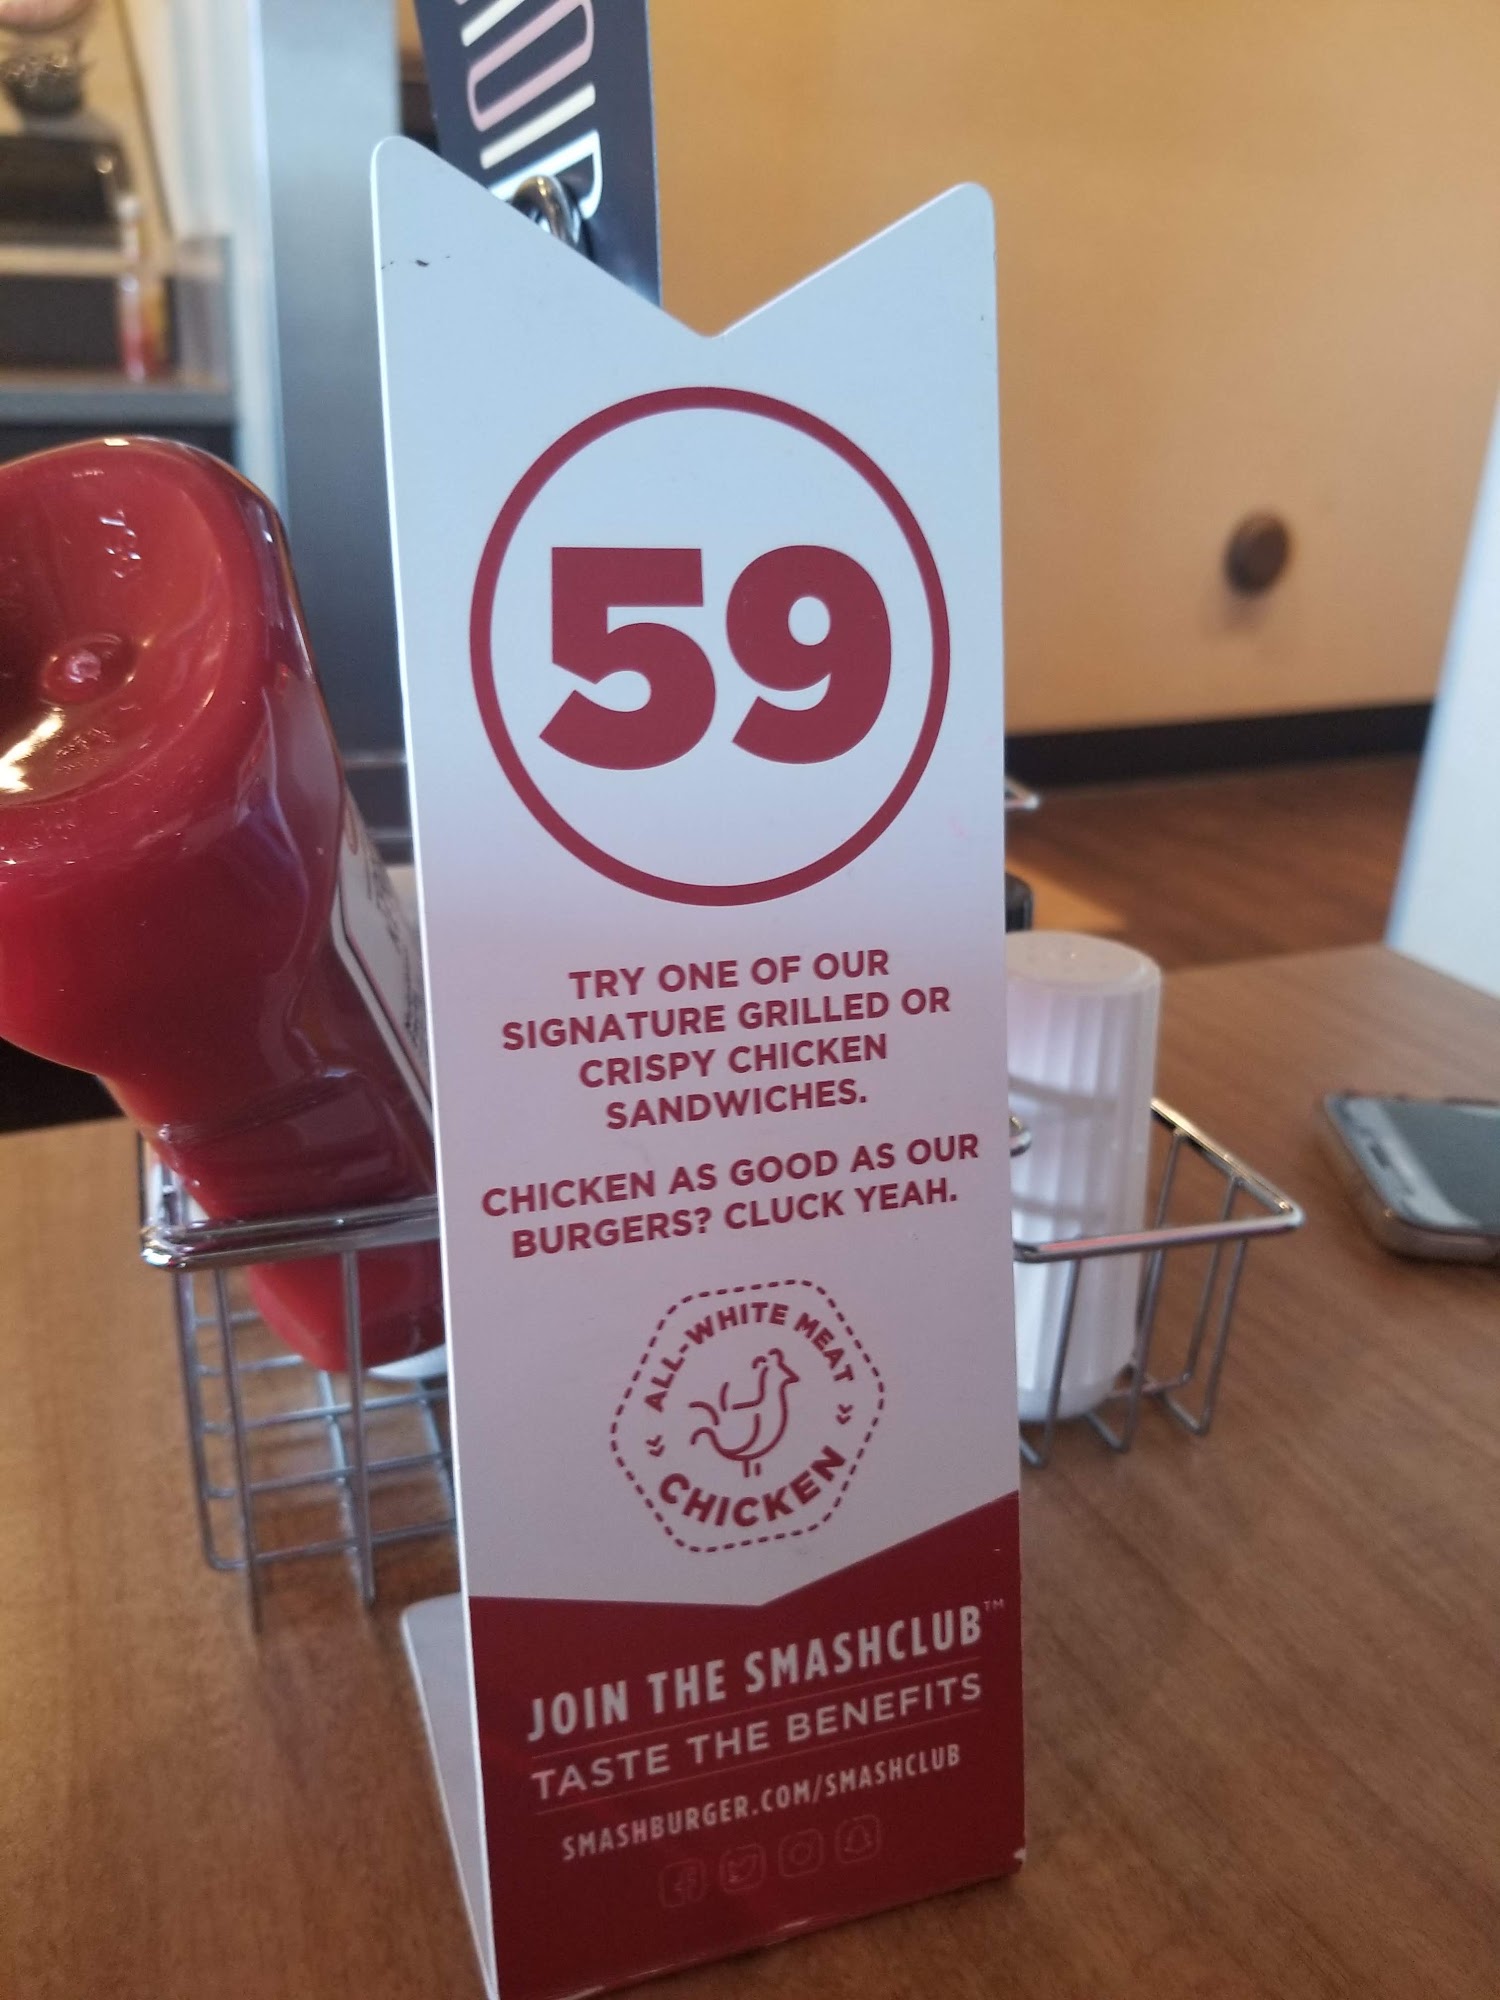 59
TRY ONE OF OUR
SIGNATURE GRILLED OR
CRISPY CHICKEN
SANDWICHES.
CHICKEN AS GOOD AS OUR
BURGERS? CLUCK YEAH.
ALL-WHITE MEAT
CHICKEN
JOIN THE SMASHCLUB™
TASTE THE BENEFITS
SMASHBURGER.COM/SMASHCLUB